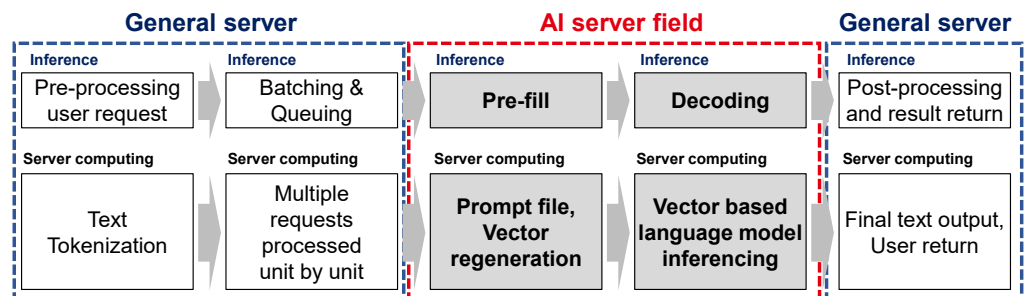 General server
AI server field
General server
Inference
Inference
Inference
Inference
Inference
Pre-processing
user request
Batching &
Queuing
Pre-fill
Decoding
Post-processing
and result return
Server computing
Server computing
Server computing
Server computing
Server computing
Text
Tokenization
Multiple
requests
processed
unit by unit
Prompt file,
Vector
regeneration
Vector based
language model
inferencing
Final text output,
User return